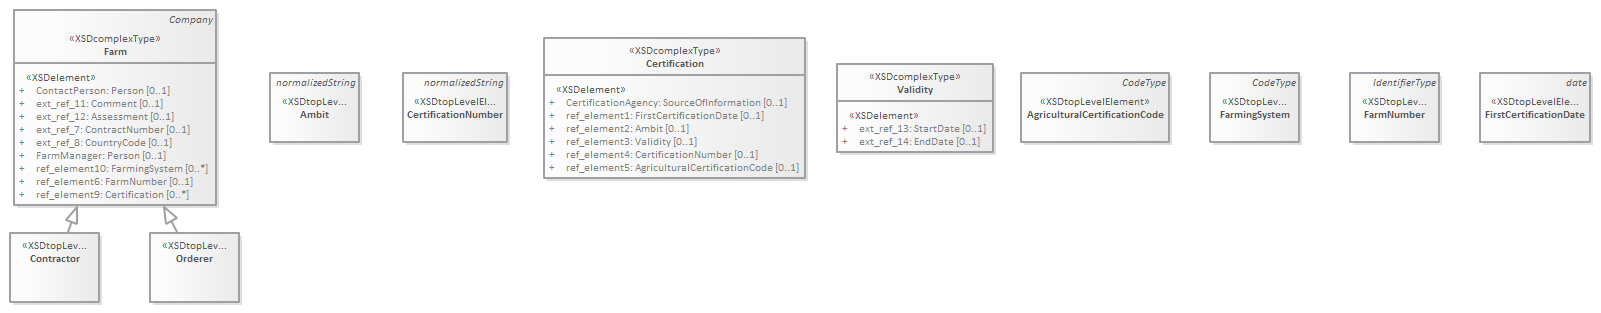 Company
«XSDcomplexType»
Farm
«XSDelement»
+ ContactPerson: Person [0..1]
+ ext_ref_11: Comment [0..1]
+ ext_ref_12: Assessment [0..1]
+ ext_ref_7: ContractNumber [0..1]
+ ext_ref_8: CountryCode [0..1]
+ FarmManager: Person [0..1]
+ ref_element10: FarmingSystem [0..*]
+ ref_element6: FarmNumber [0..1]
+ ref_element9: Certification [0..*]
«XSDtopLev...
Contractor
«XSDtopLev...
Orderer
normalizedString
«XSDtopLev...
Ambit
normalizedString
«XSDtopLevelEl...
CertificationNumber
«XSDcomplexType»
Certification
«XSDelement»
+ CertificationAgency: SourceOfInformation [0..1]
+ ref_element1: FirstCertificationDate [0..1]
+ ref_element2: Ambit [0..1]
+ ref_element3: Validity [0..1]
+ ref_element4: CertificationNumber [0..1]
+ ref_element5: AgriculturalCertificationCode [0..1]
«XSDcomplexType»
Validity
«XSDelement»
+ ext_ref_13: StartDate [0..1]
+ ext_ref_14: EndDate [0..1]
CodeType
«XSDtopLevelElement»
AgriculturalCertificationCode
CodeType
«XSDtopLev...
FarmingSystem
IdentifierType
«XSDtopLev...
FarmNumber
date
«XSDtopLevelEle...
FirstCertificationDate